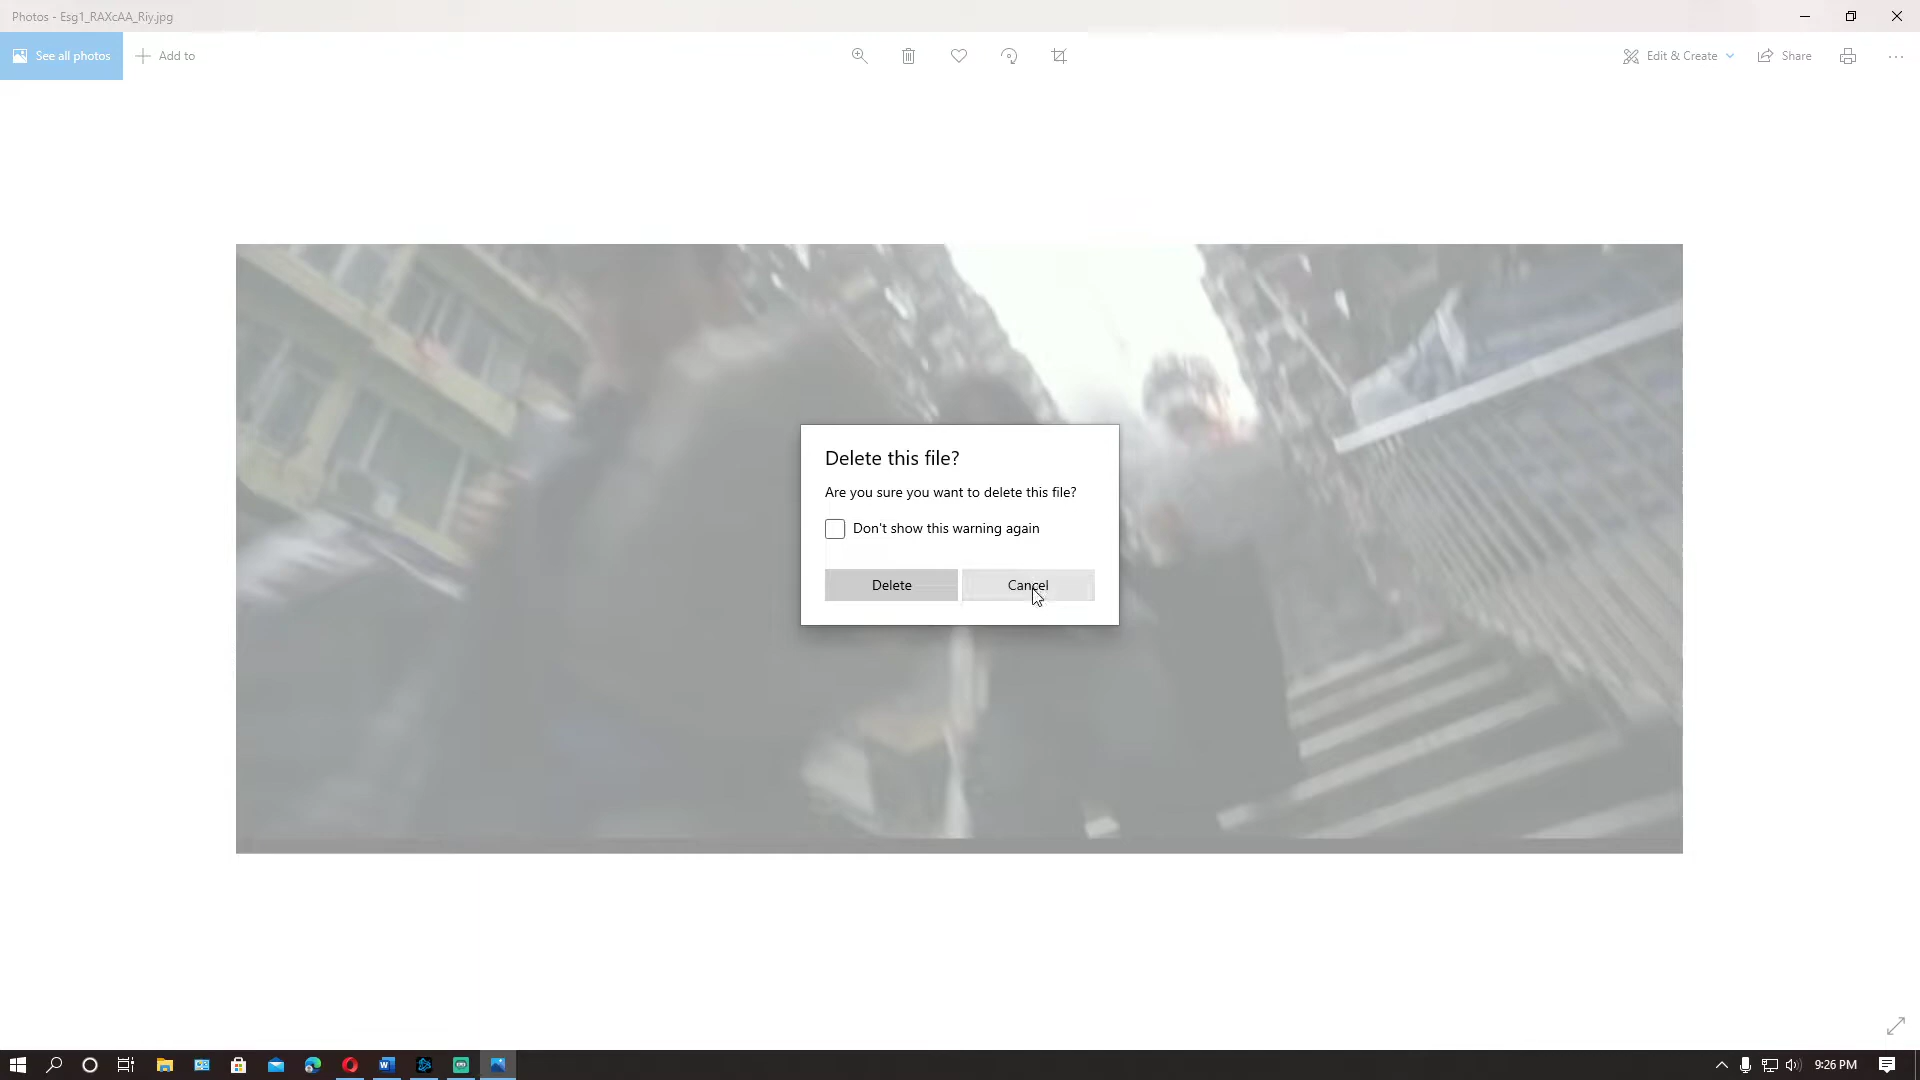 Photos - Esg1_RAXcAA_Riy.jpg
See all photos
Add to
Edit & Create
Share
Delete this file?
Are you sure you want to delete this file?
Don't show this warning again
Delete
Cancel
9:26 PM